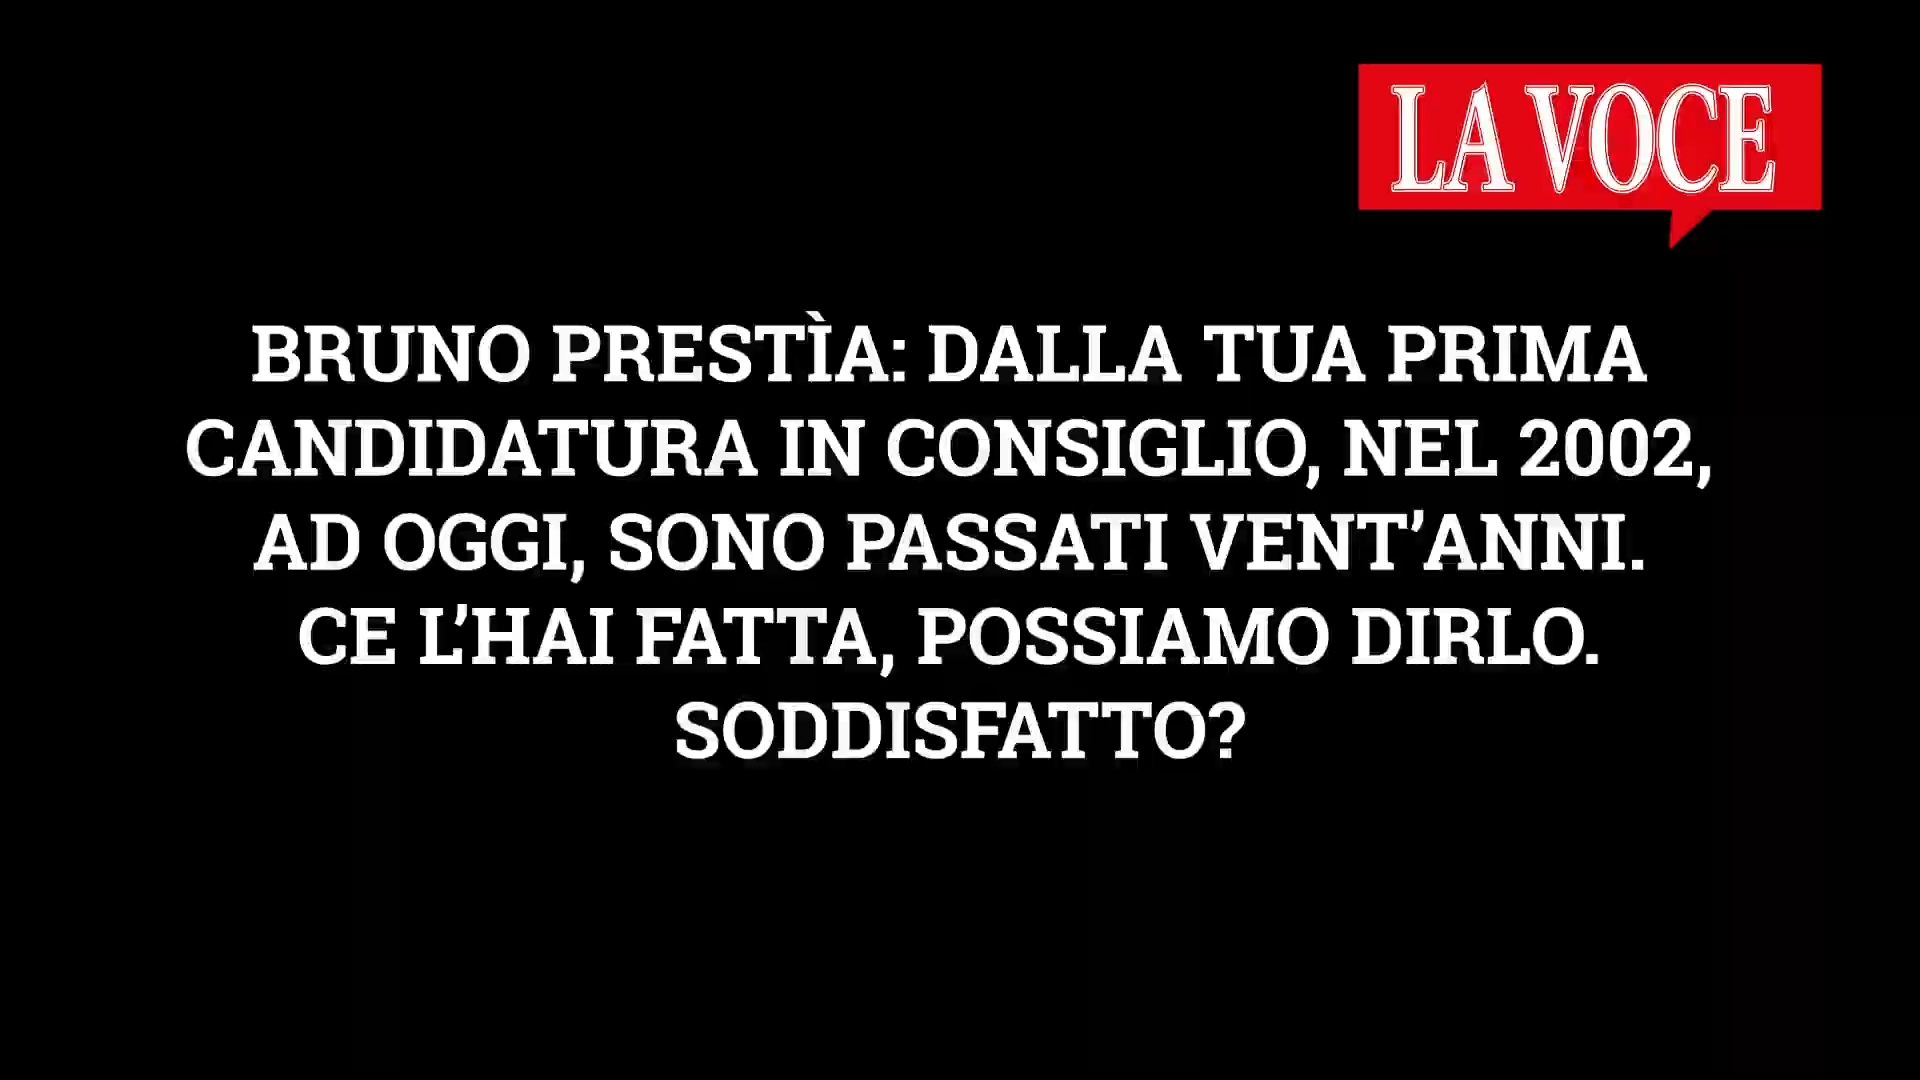 LA VOCE
BRUNO PRESTÌA: DALLA TUA PRIMA
CANDIDATURA IN CONSIGLIO, NEL 2002,
AD OGGI, SONO PASSATI VENT’ANNI.
CE L’HAI FATTA, POSSIAMO DIRLO.
SODDISFATTO?